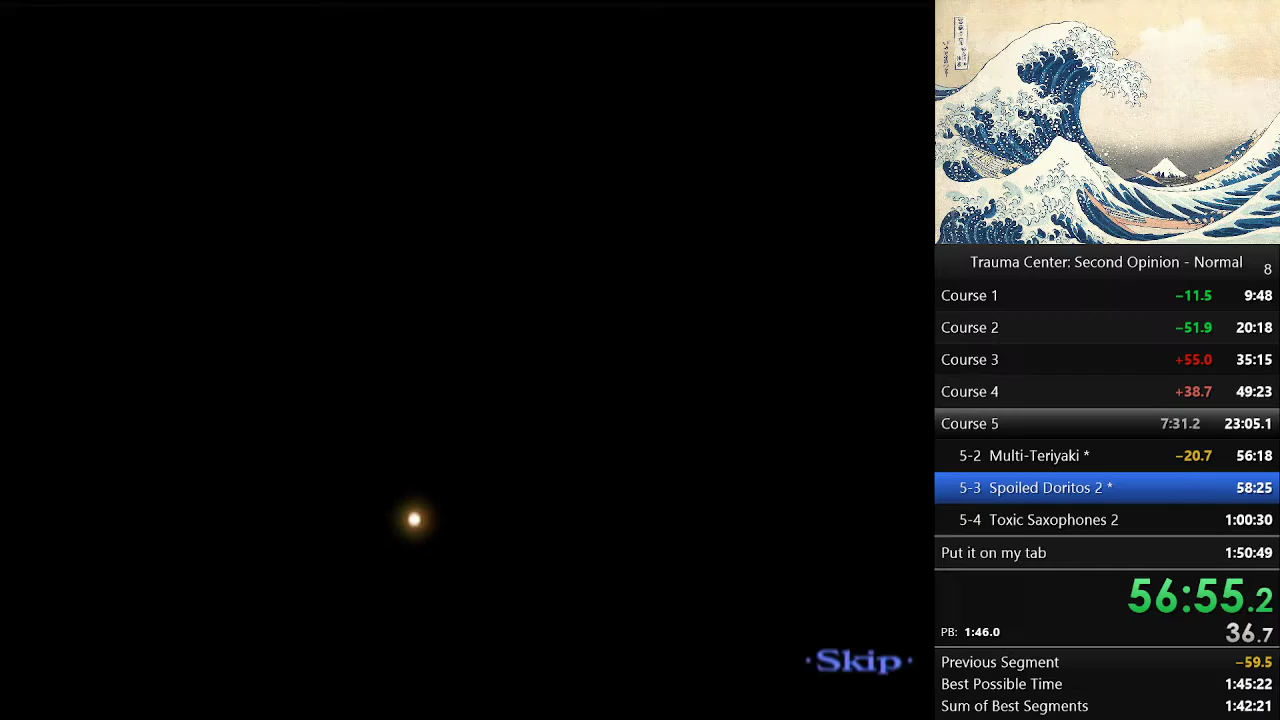 Trauma Center: Second Opinion - Normal
8
Course 1 −11.5 9:48
Course 2 −51.9 20:18
Course 3 +55.0 35:15
Course 4 +38.7 49:23
Course 5 7:31.2 23:05.1
5-2 Multi-Teriyaki * −20.7 56:18
5-3 Spoiled Doritos 2 * 58:25
5-4 Toxic Saxophones 2 1:00:30
Put it on my tab 1:50:49
56:55.2
PB: 1:46.0 36.7
Skip
Previous Segment −59.5
Best Possible Time 1:45:22
Sum of Best Segments 1:42:21